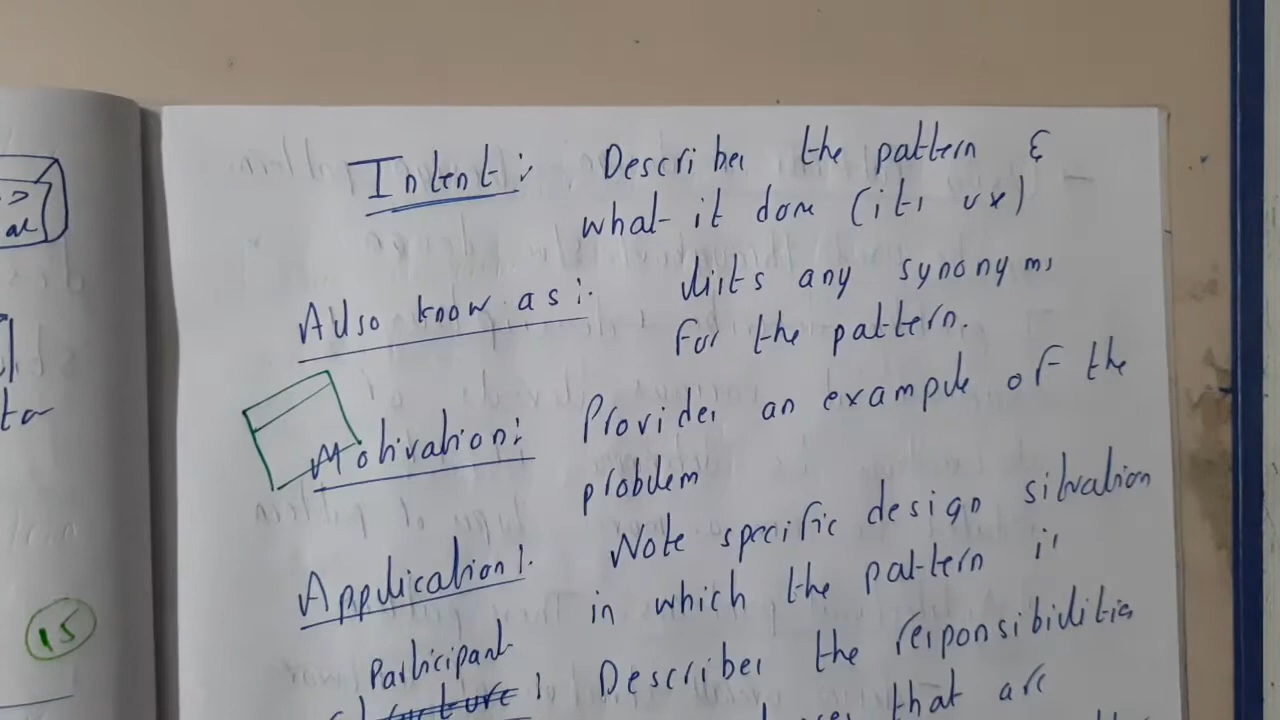 Intent: Describes the pattern &
what it done (its ux)
Also know as: Lists any synonyms
for the pattern.
Motivation: Provides an example of the
problem
Application: Note specific design situation
in which the pattern is
Participant
: Describes the responsibilities
that are
15